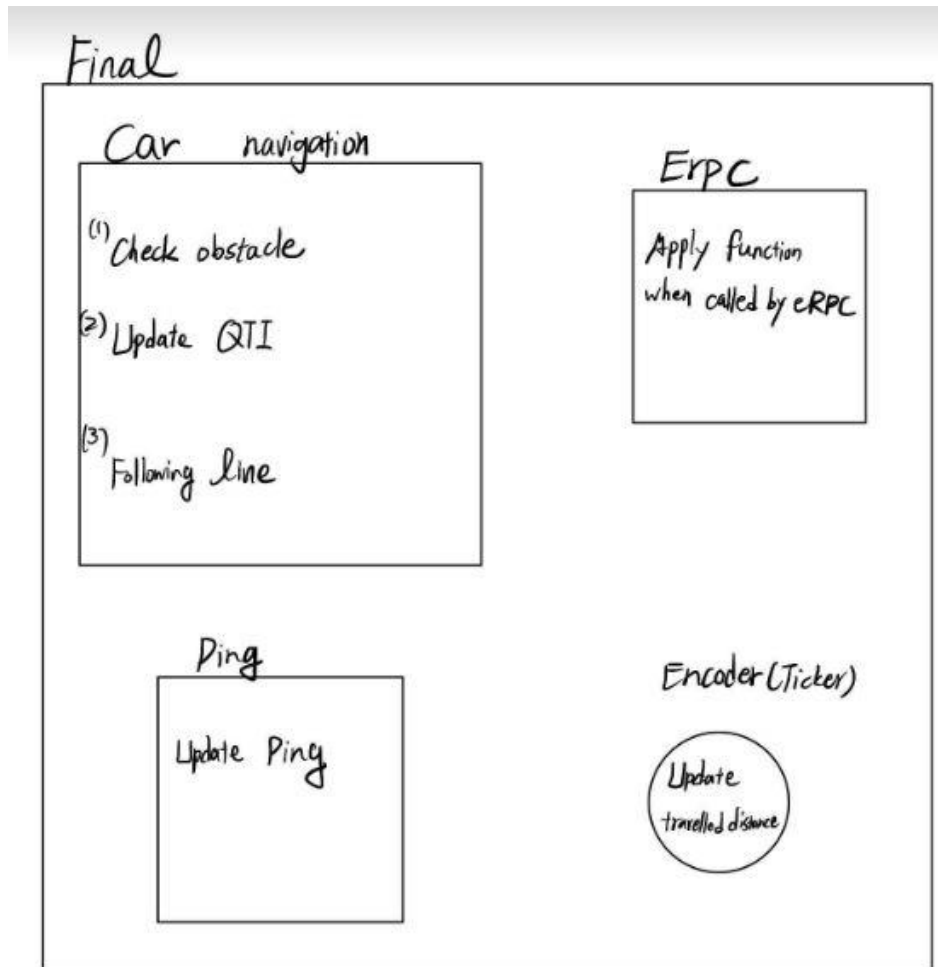 Final
Car navigation
(1) Check obstacle
(2) Update QTI
(3) Following line
Erpc
Apply function
when called by eRPC
Ping
Update Ping
Encoder (Ticker)
Update
travelled distance